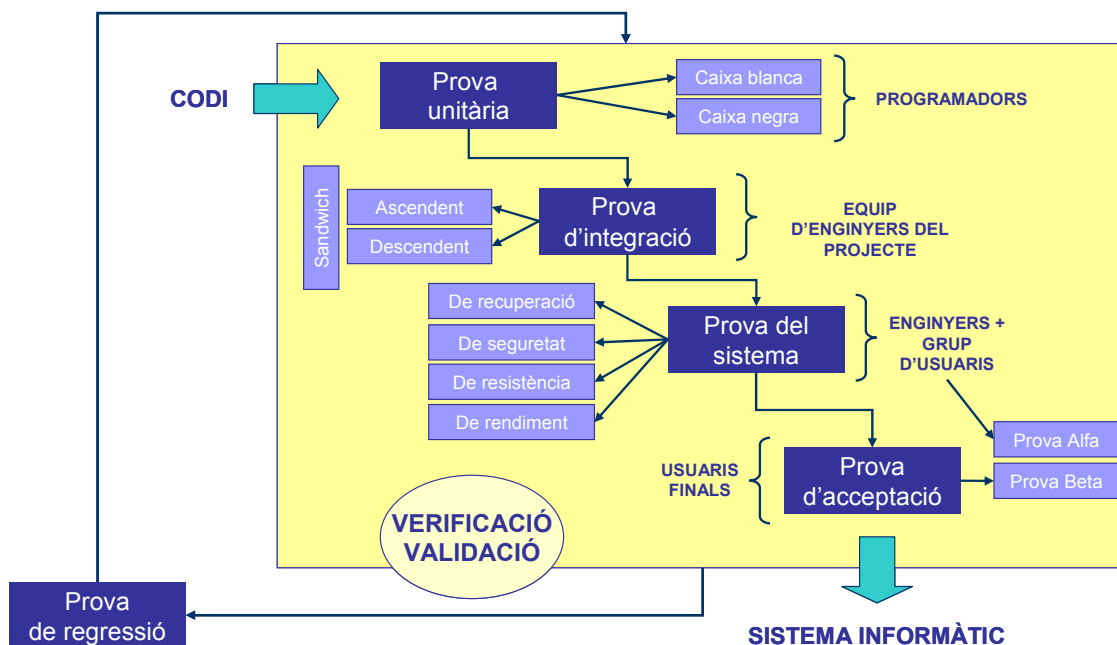 CODI
Prova
unitària
Caixa blanca
Caixa negra
PROGRAMADORS
Sandwich
Ascendent
Descendent
Prova
d’integració
EQUIP
D’ENGINYERS DEL
PROJECTE
De recuperació
De seguretat
De resistència
De rendiment
Prova del
sistema
ENGINYERS +
GRUP
D’USUARIS
USUARIS
FINALS
Prova
d’acceptació
Prova Alfa
Prova Beta
VERIFICACIÓ
VALIDACIÓ
Prova
de regressió
SISTEMA INFORMÀTIC